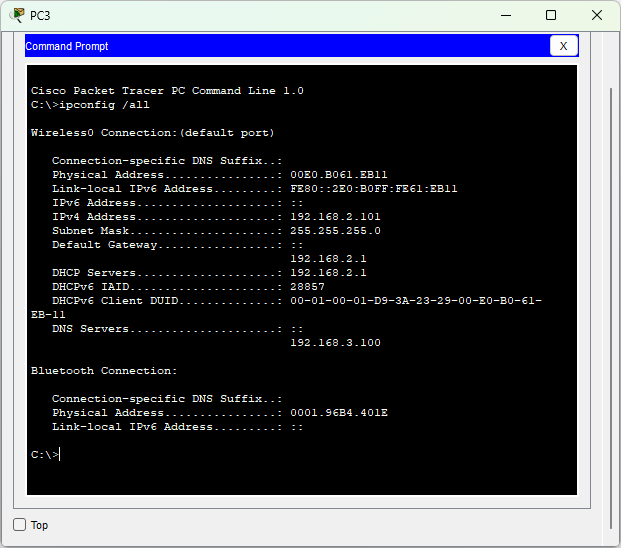 PC3
Command Prompt
X
Cisco Packet Tracer PC Command Line 1.0
C:\>ipconfig /all
Wireless0 Connection:(default port)
Connection-specific DNS Suffix..:
Physical Address................: 00E0.B061.EB11
Link-local IPv6 Address.........: FE80::2E0:B0FF:FE61:EB11
IPv6 Address....................: ::
IPv4 Address....................: 192.168.2.101
Subnet Mask.....................: 255.255.255.0
Default Gateway.................: ::
192.168.2.1
DHCP Servers....................: 192.168.2.1
DHCPv6 IAID.....................: 28857
DHCPv6 Client DUID..............: 00-01-00-01-D9-3A-23-29-00-E0-B0-61-
EB-11
DNS Servers.....................: ::
192.168.3.100
Bluetooth Connection:
Connection-specific DNS Suffix..:
Physical Address................: 0001.96B4.401E
Link-local IPv6 Address.........: ::
C:\>
Top